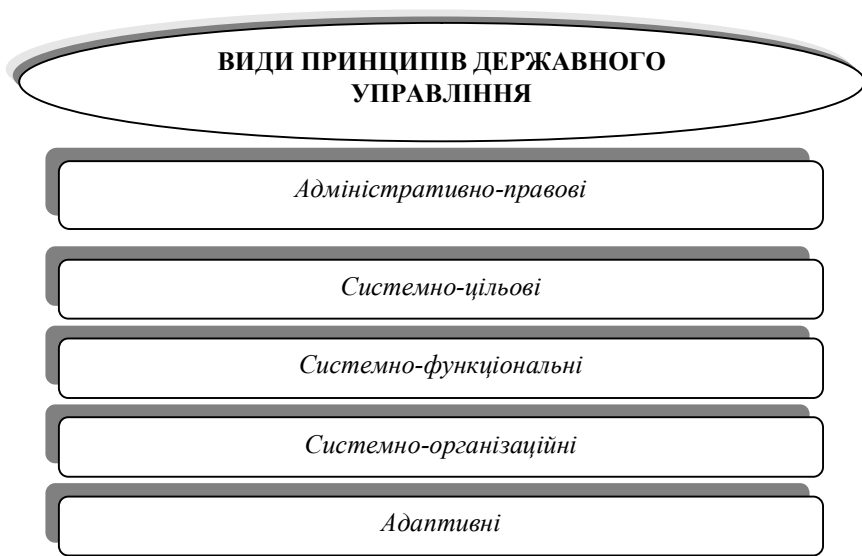 ВИДИ ПРИНЦИПІВ ДЕРЖАВНОГО
УПРАВЛІННЯ
Адміністративно-правові
Системно-цільові
Системно-функціональні
Системно-організаційні
Адаптивні